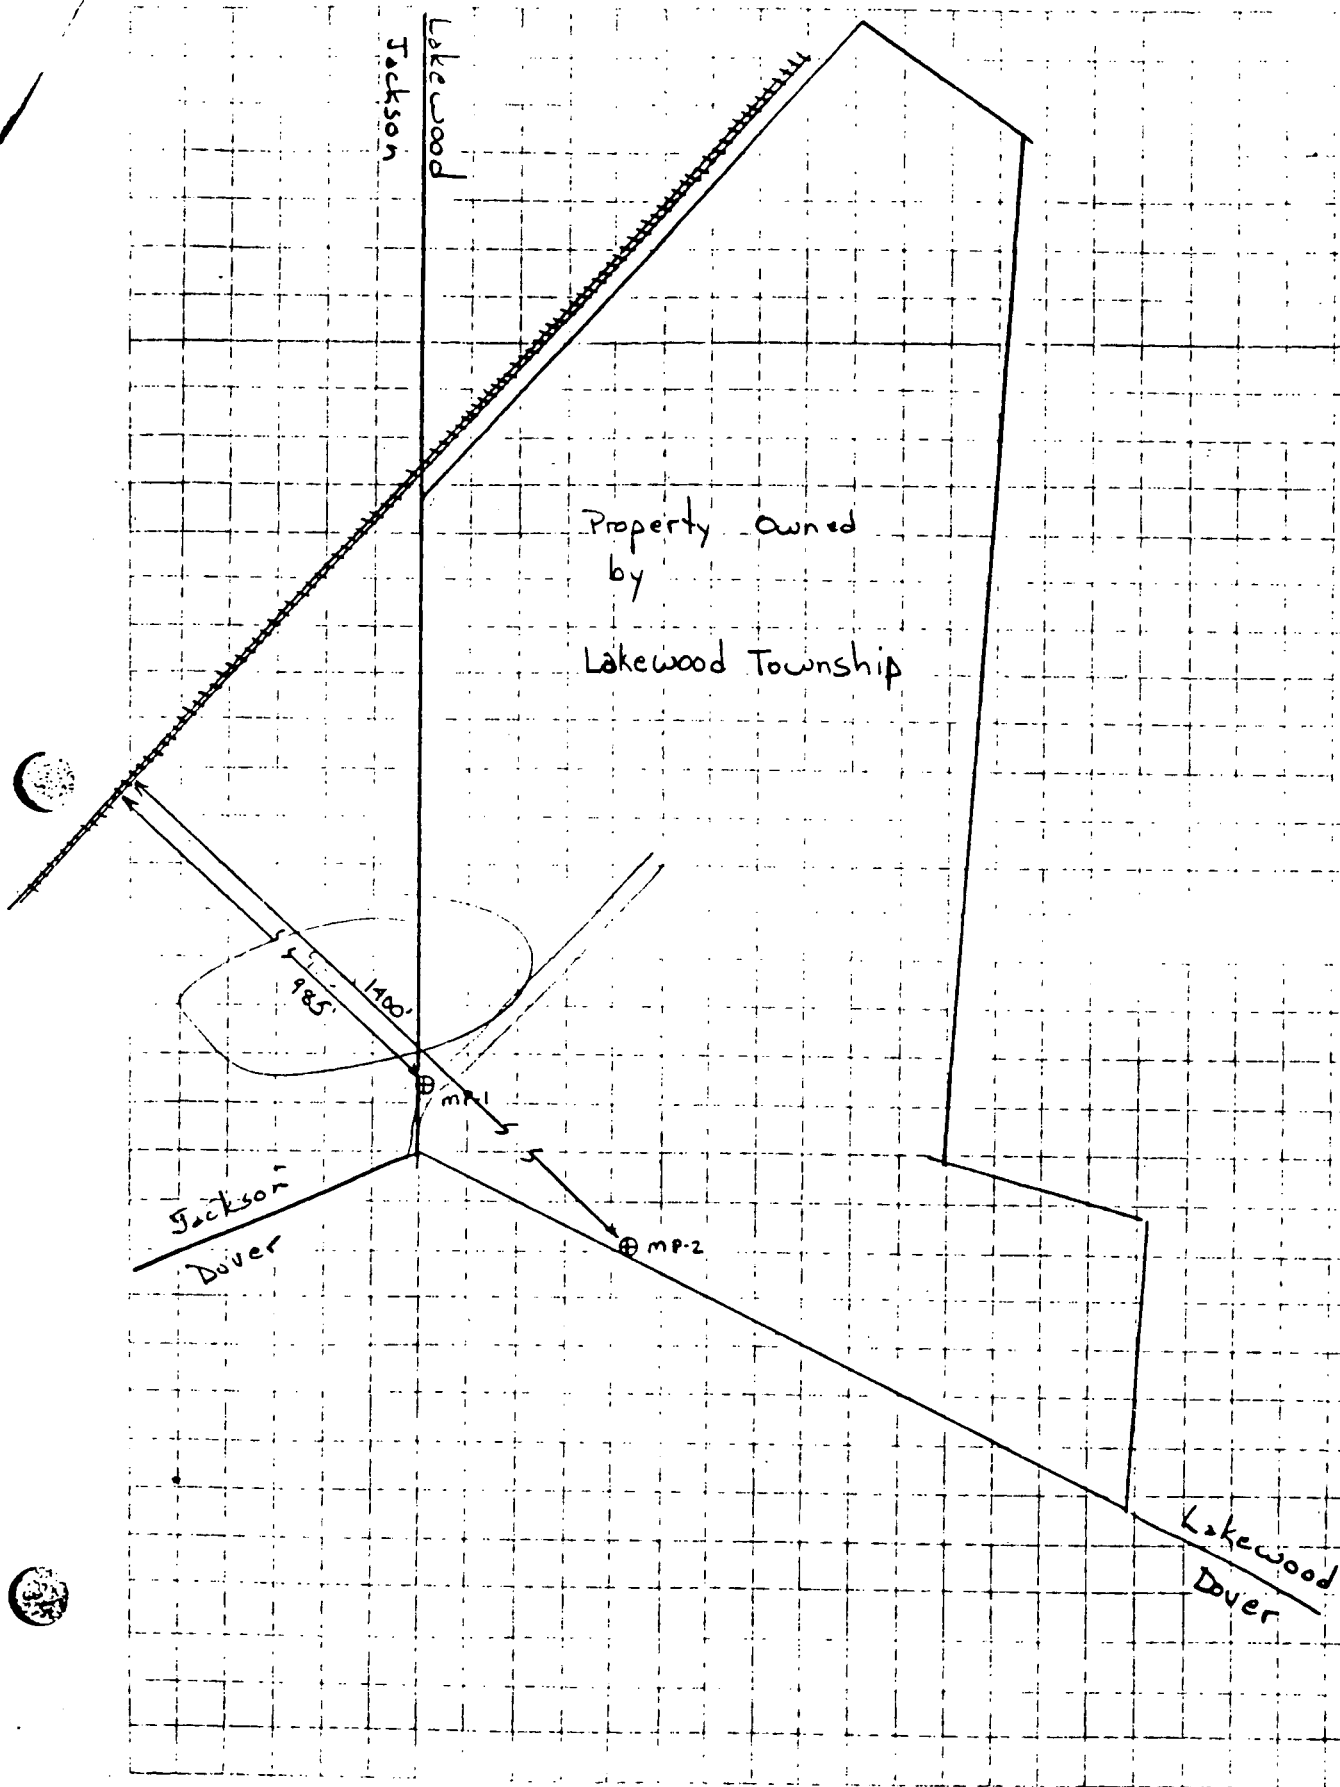 Lakewood
Jackson
Property Owned
by
Lakewood Township
1400'
985'
MP-1
Jackson
Dover
MP-2
Lakewood
Dover